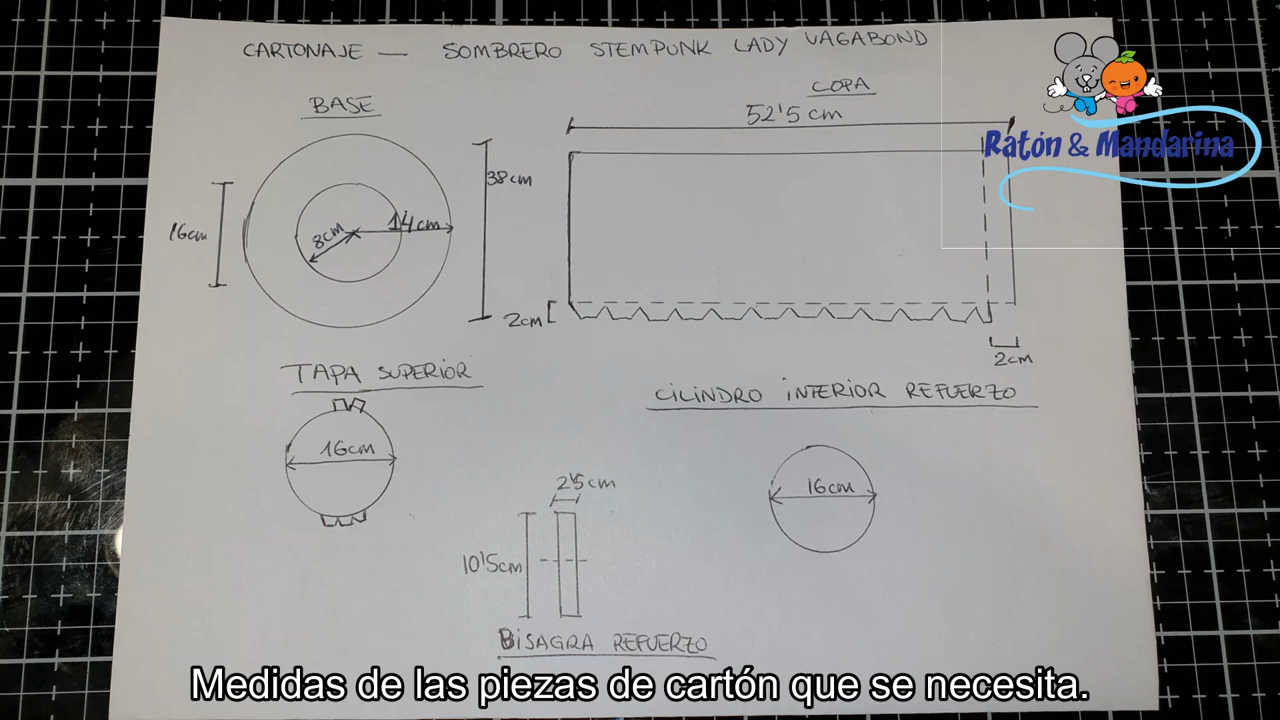 CARTONAJE — SOMBRERO STEMPUNK LADY VAGABOND
BASE
16cm
8cm
14cm
38cm
COPA
52'5 cm
2cm
2cm
Ratón & Mandarina
TAPA SUPERIOR
16cm
CILINDRO INTERIOR REFUERZO
16cm
2'5cm
10'5cm
BISAGRA REFUERZO
Medidas de las piezas de cartón que se necesita.